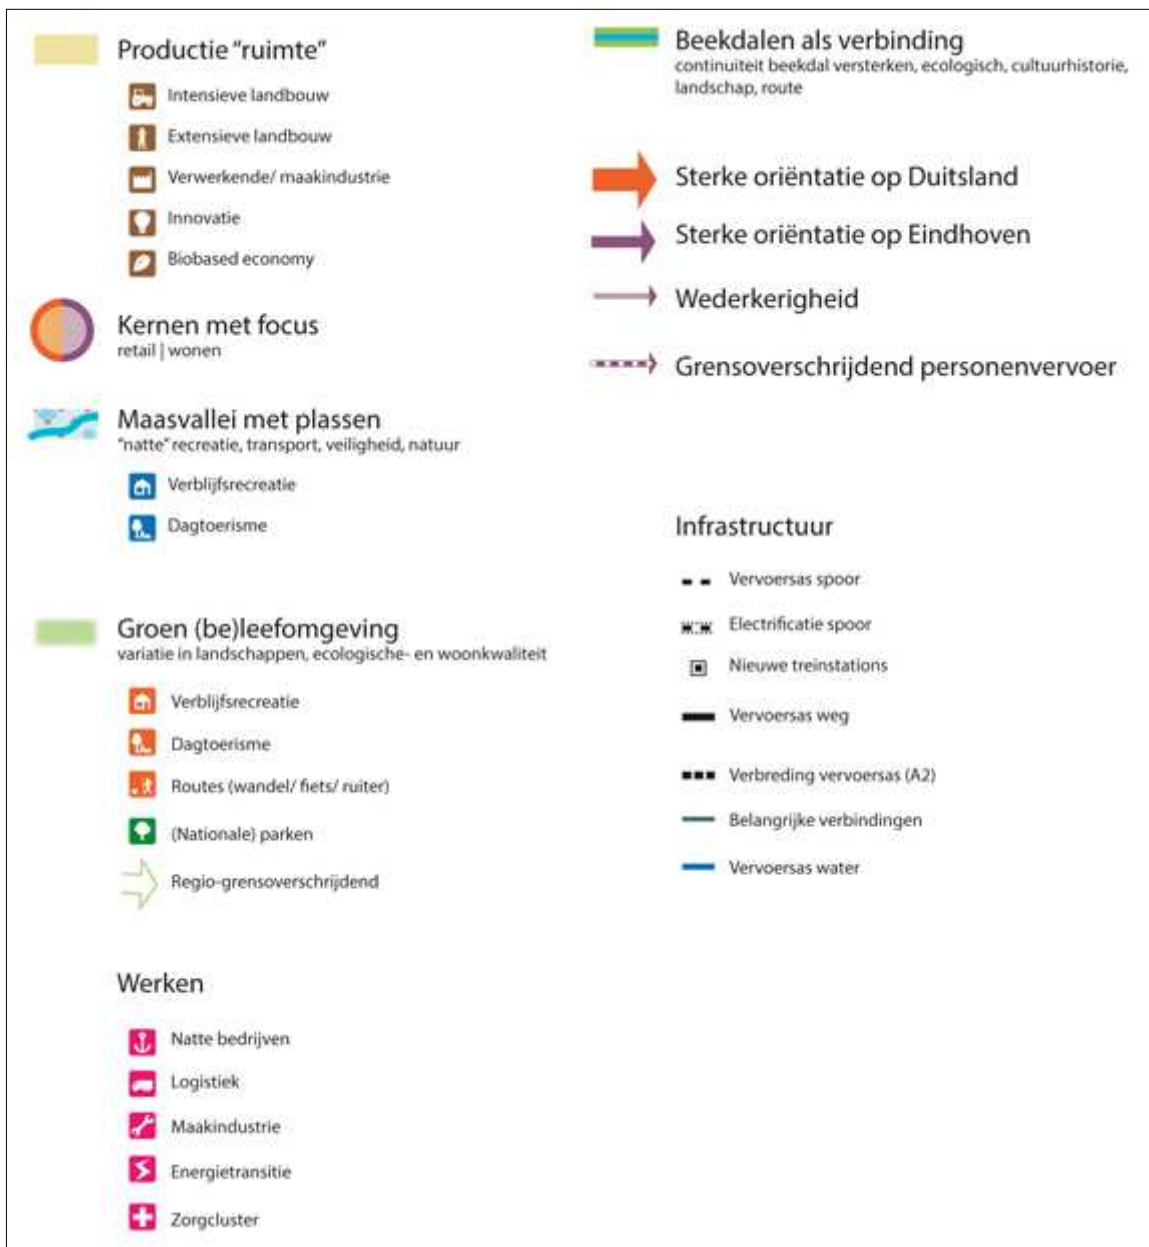 Productie “ruimte”
Intensieve landbouw
Extensieve landbouw
Verwerkende/ maakindustrie
Innovatie
Biobased economy
Kernen met focus
retail | wonen
Maasvallei met plassen
“natte” recreatie, transport, veiligheid, natuur
Verblijfsrecreatie
Dagtoerisme
Groen (be)leefomgeving
variatie in landschappen, ecologische- en woonkwaliteit
Verblijfsrecreatie
Dagtoerisme
Routes (wandel/ fiets/ ruiter)
(Nationale) parken
Regio-grensoverschrijdend
Werken
Natte bedrijven
Logistiek
Maakindustrie
Energietransitie
Zorgcluster
Beekdalen als verbinding
continuiteit beekdal versterken, ecologisch, cultuurhistorie,
landschap, route
Sterke oriëntatie op Duitsland
Sterke oriëntatie op Eindhoven
Wederkerigheid
Grensoverschrijdend personenvervoer
Infrastructuur
Vervoersas spoor
Electrificatie spoor
Nieuwe treinstations
Vervoersas weg
Verbreding vervoersas (A2)
Belangrijke verbindingen
Vervoersas water